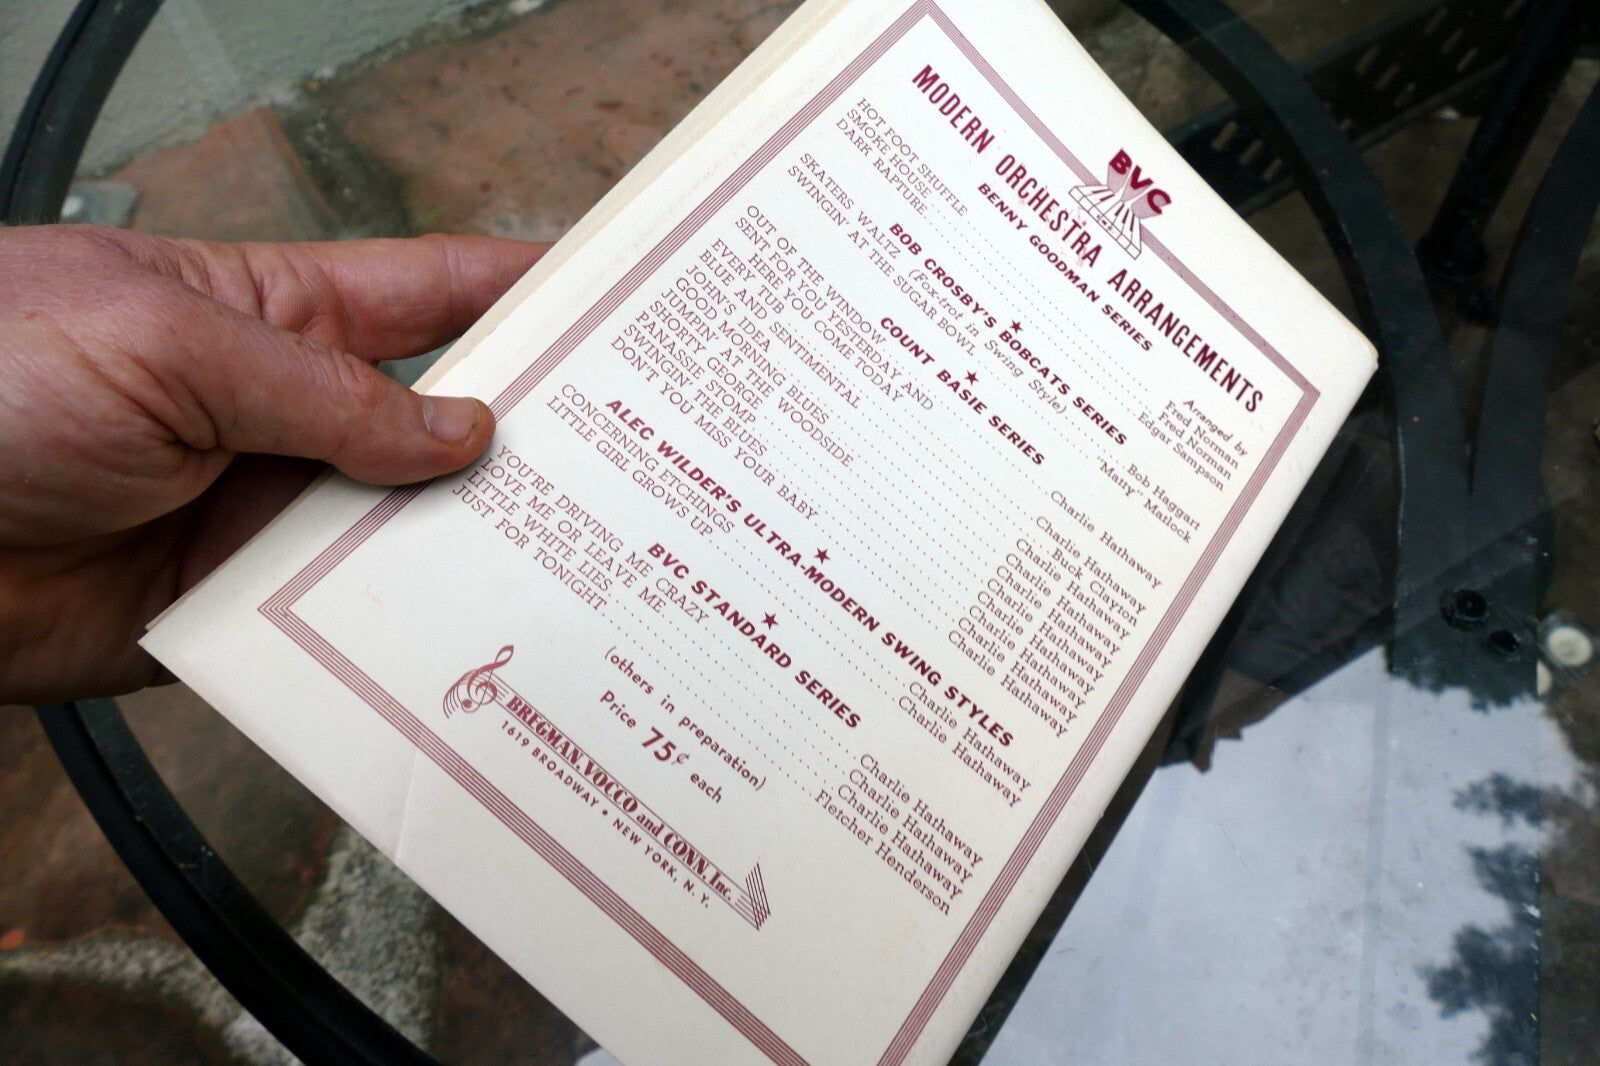 BVC
MODERN ORCHESTRA ARRANGEMENTS
BENNY GOODMAN SERIES
Arranged by
HOT FOOT SHUFFLE ........ Fred Norman
SMOKE HOUSE ........ Fred Norman
DARK RAPTURE ........ Edgar Sampson
BOB CROSBY'S BOBCATS SERIES
SKATERS WALTZ (Fox-trot in Swing Style) ........ Bob Haggart
SWINGIN' AT THE SUGAR BOWL ........ "Matty" Matlock
COUNT BASIE SERIES
OUT OF THE WINDOW ........ Charlie Hathaway
SENT FOR YOU YESTERDAY AND
HERE YOU COME TODAY ........ Charlie Hathaway
EVERY TUB ........ Buck Clayton
BLUE AND SENTIMENTAL ........ Charlie Hathaway
JOHN'S IDEA ........ Charlie Hathaway
GOOD MORNING BLUES ........ Charlie Hathaway
JUMPIN' AT THE WOODSIDE ........ Charlie Hathaway
SHORTY GEORGE ........ Charlie Hathaway
PANASSIE STOMP ........ Charlie Hathaway
SWINGIN' THE BLUES ........ Charlie Hathaway
DON'T YOU MISS YOUR BABY ........ Charlie Hathaway
ALEC WILDER'S ULTRA-MODERN SWING STYLES
CONCERNING ETCHINGS ........ Charlie Hathaway
LITTLE GIRL GROWS UP ........ Charlie Hathaway
BVC STANDARD SERIES
YOU'RE DRIVING ME CRAZY ........ Charlie Hathaway
LOVE ME OR LEAVE ME ........ Charlie Hathaway
LITTLE WHITE LIES ........ Charlie Hathaway
JUST FOR TONIGHT ........ Fletcher Henderson
(others in preparation)
Price 75¢ each
BREGMAN, VOCCO and CONN, Inc.
1619 BROADWAY • NEW YORK, N. Y.